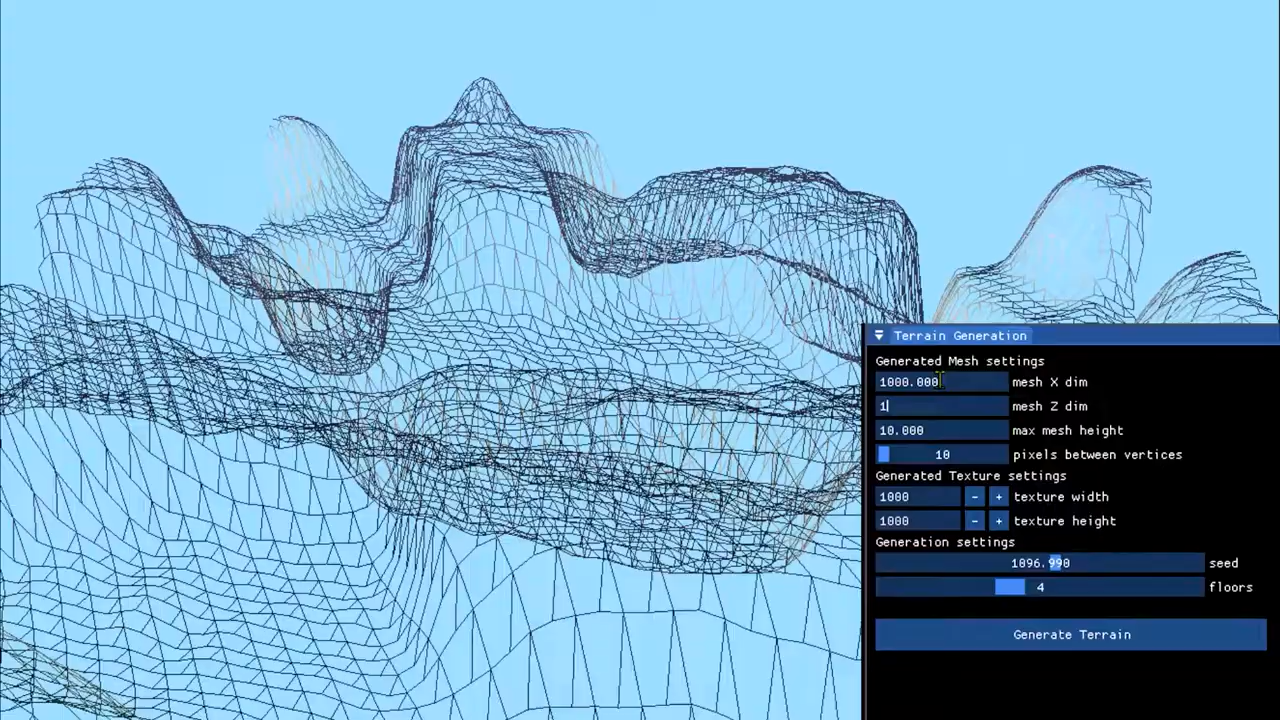 Terrain Generation
Generated Mesh settings
1000.000 mesh X dim
1 mesh Z dim
10.000 max mesh height
10 pixels between vertices
Generated Texture settings
1000 - + texture width
1000 - + texture height
Generation settings
1096.990 seed
4 floors
Generate Terrain